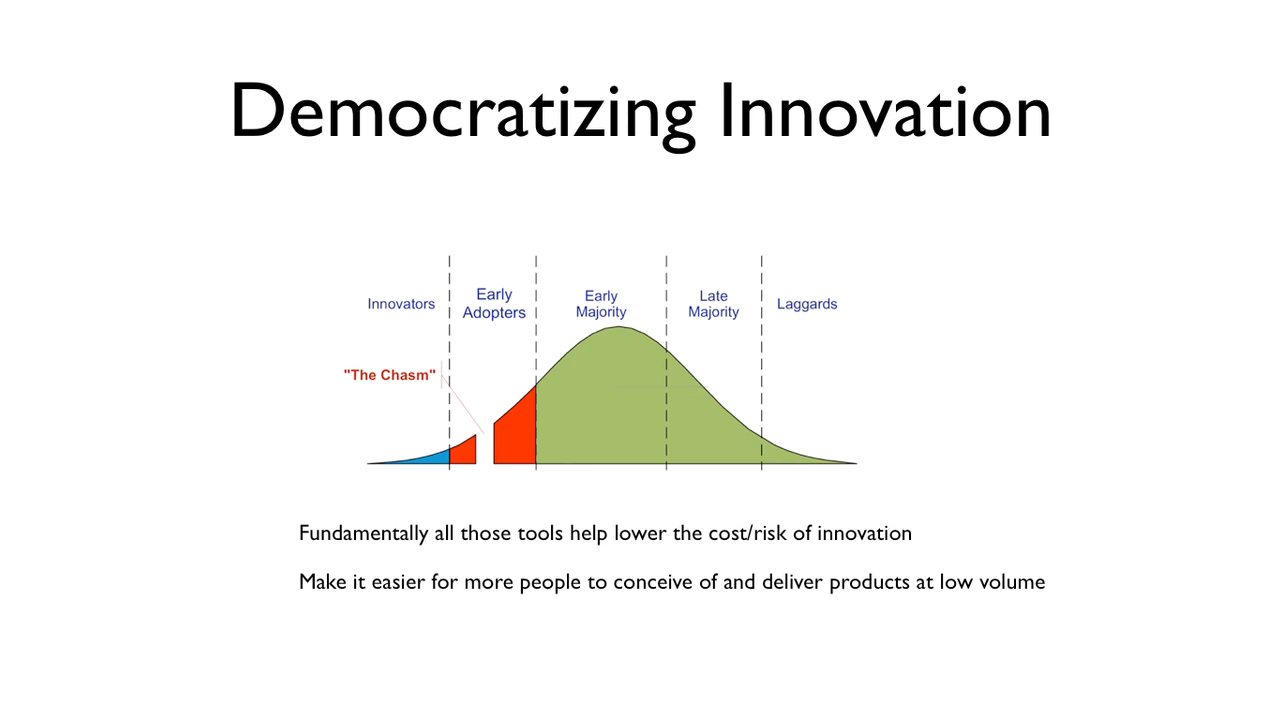 Democratizing Innovation
Innovators
Early
Adopters
Early
Majority
Late
Majority
Laggards
"The Chasm"
Fundamentally all those tools help lower the cost/risk of innovation
Make it easier for more people to conceive of and deliver products at low volume